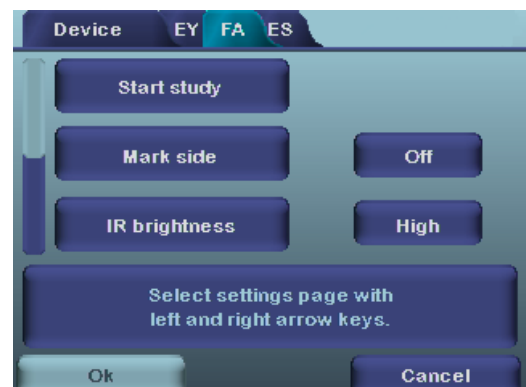 Device EY FA ES
Start study
Mark side Off
IR brightness High
Select settings page with
left and right arrow keys.
Ok Cancel